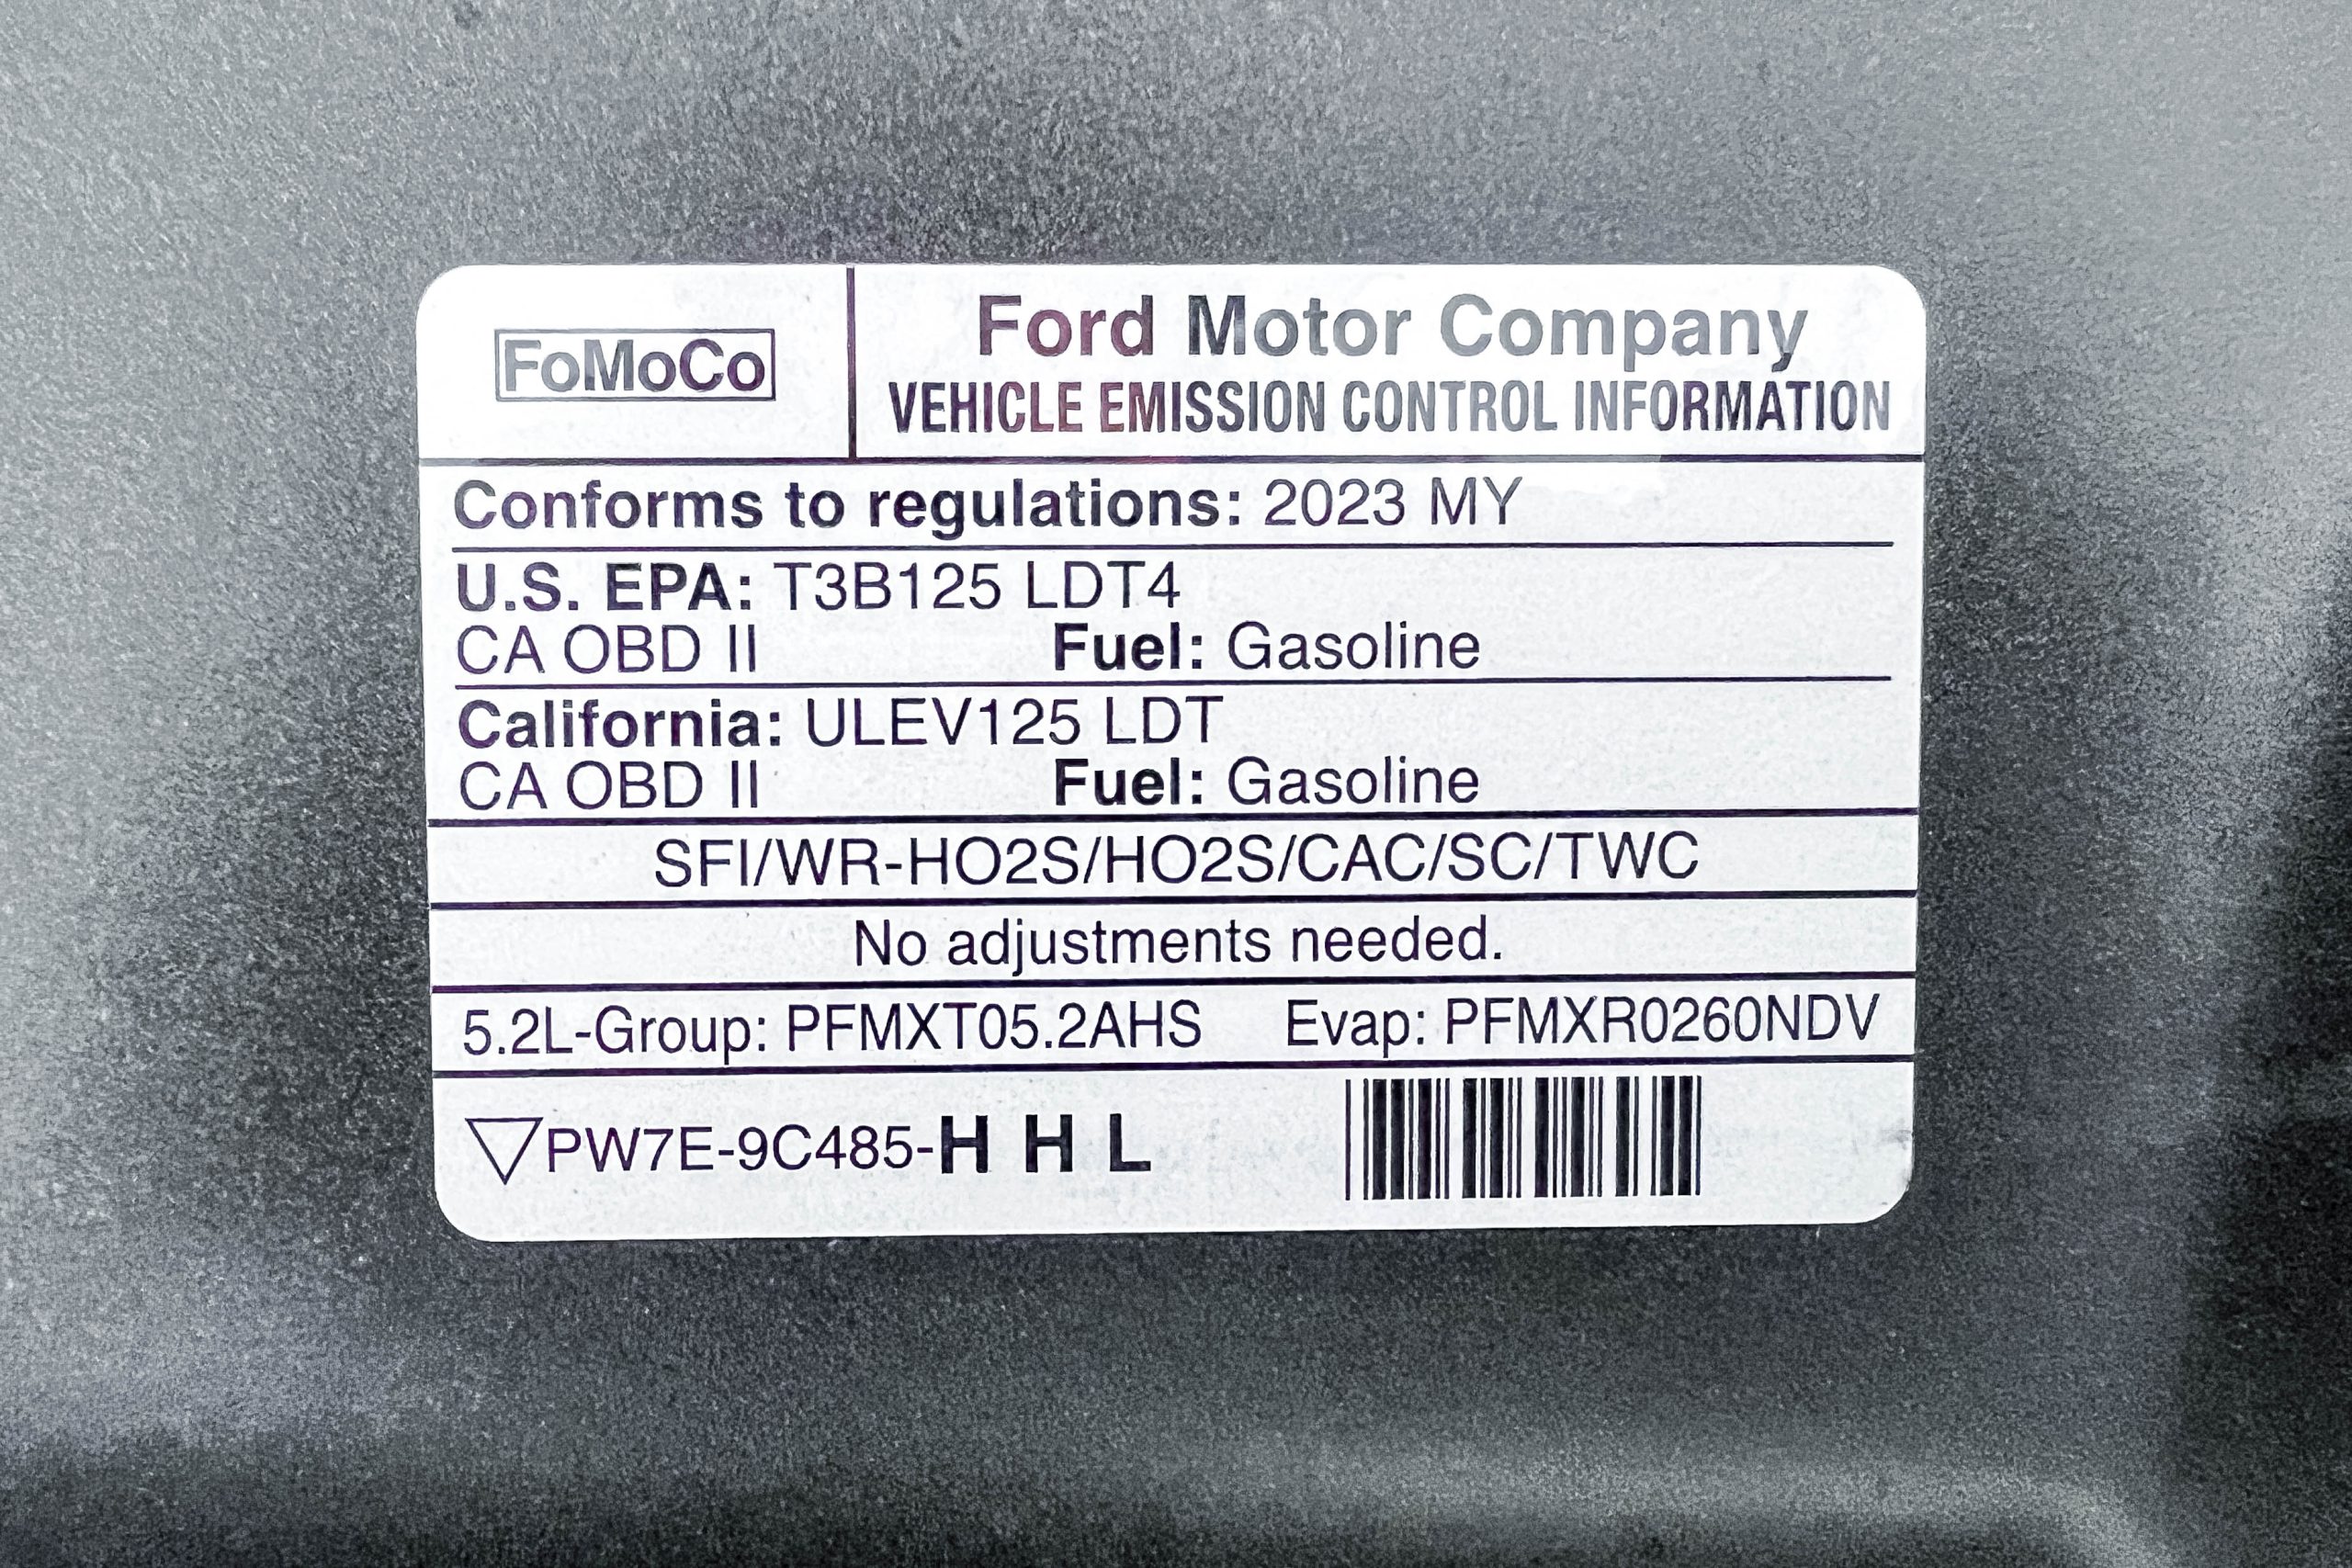 FoMoCo
Ford Motor Company
VEHICLE EMISSION CONTROL INFORMATION
Conforms to regulations: 2023 MY
U.S. EPA: T3B125 LDT4
CA OBD II Fuel: Gasoline
California: ULEV125 LDT
CA OBD II Fuel: Gasoline
SFI/WR-HO2S/HO2S/CAC/SC/TWC
No adjustments needed.
5.2L-Group: PFMXT05.2AHS Evap: PFMXR0260NDV
PW7E-9C485-H H L